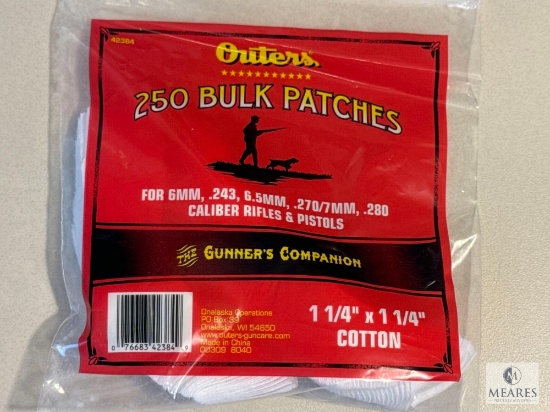 42384
Outers®
250 BULK PATCHES
FOR 6MM, .243, 6.5MM, .270/7MM, .280
CALIBER RIFLES & PISTOLS
THE GUNNER'S COMPANION
Onalaska Operations
PO Box 39
Onalaska, WI 54650
www.outers-guncare.com
Made in China
08309 8040
0 76683 42384 9
1 1/4" x 1 1/4"
COTTON
M
MEARES